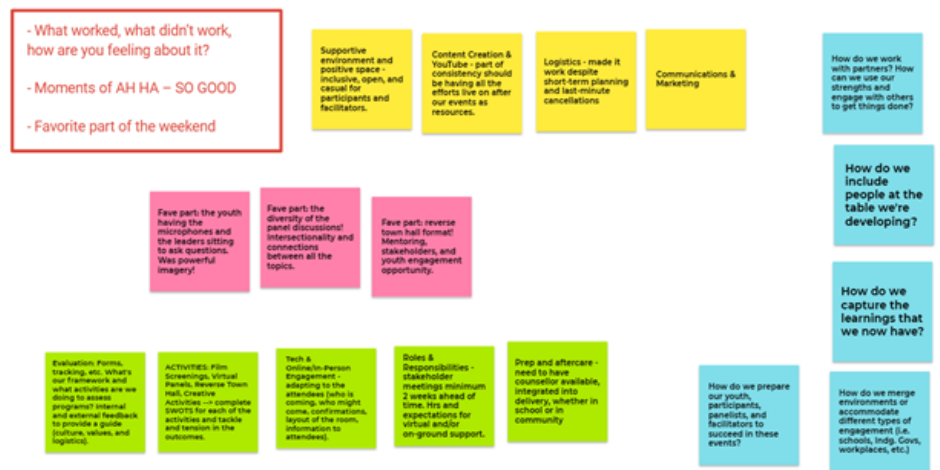 - What worked, what didn't work,
how are you feeling about it?
- Moments of AH HA – SO GOOD
- Favorite part of the weekend
Supportive
environment and
positive space -
inclusive, open, and
casual for
participants and
facilitators.
Content Creation &
YouTube - part of
consistency should
be having all the
efforts live on after
our events as
resources.
Logistics - made it
work despite
short-term planning
and last-minute
cancellations
Communications &
Marketing
How do we work
with partners? How
can we use our
strengths and
engage with others
to get things done?
How do we
include
people at the
table we're
developing?
How do we
capture the
learnings that
we now have?
Fave part: the youth
having the
microphones and
the leaders sitting
to ask questions.
Was powerful
imagery!
Fave part: the
diversity of the
panel discussions!
Intersectionality and
connections
between all the
topics.
Fave part: reverse
town hall format!
Mentoring,
stakeholders, and
youth engagement
opportunity.
Evaluation: Forms,
tracking, etc. What's
our framework and
what activities are we
doing to assess
programs? Internal
and external feedback
to provide a guide
(culture, values, and
logistics).
ACTIVITIES: Film
Screenings, Virtual
Panels, Reverse Town
Hall, Creative
Activities --> complete
SWOTS for each of the
activities and tackle
and tension in the
outcomes.
Tech &
Online/In-Person
Engagement -
adapting to the
attendees (who is
coming, who might
come, confirmations,
layout of the room,
information to
attendees).
Roles &
Responsibilities -
stakeholder
meetings minimum
2 weeks ahead of
time. Hrs and
expectations for
virtual and/or
on-ground support.
Prep and aftercare -
need to have
counsellor available,
integrated into
delivery, whether in
school or in
community
How do we prepare
our youth,
participants,
panelists, and
facilitators to
succeed in these
events?
How do we merge
environments or
accommodate
different types of
engagement (i.e.
schools, Indg. Govs,
workplaces, etc.)